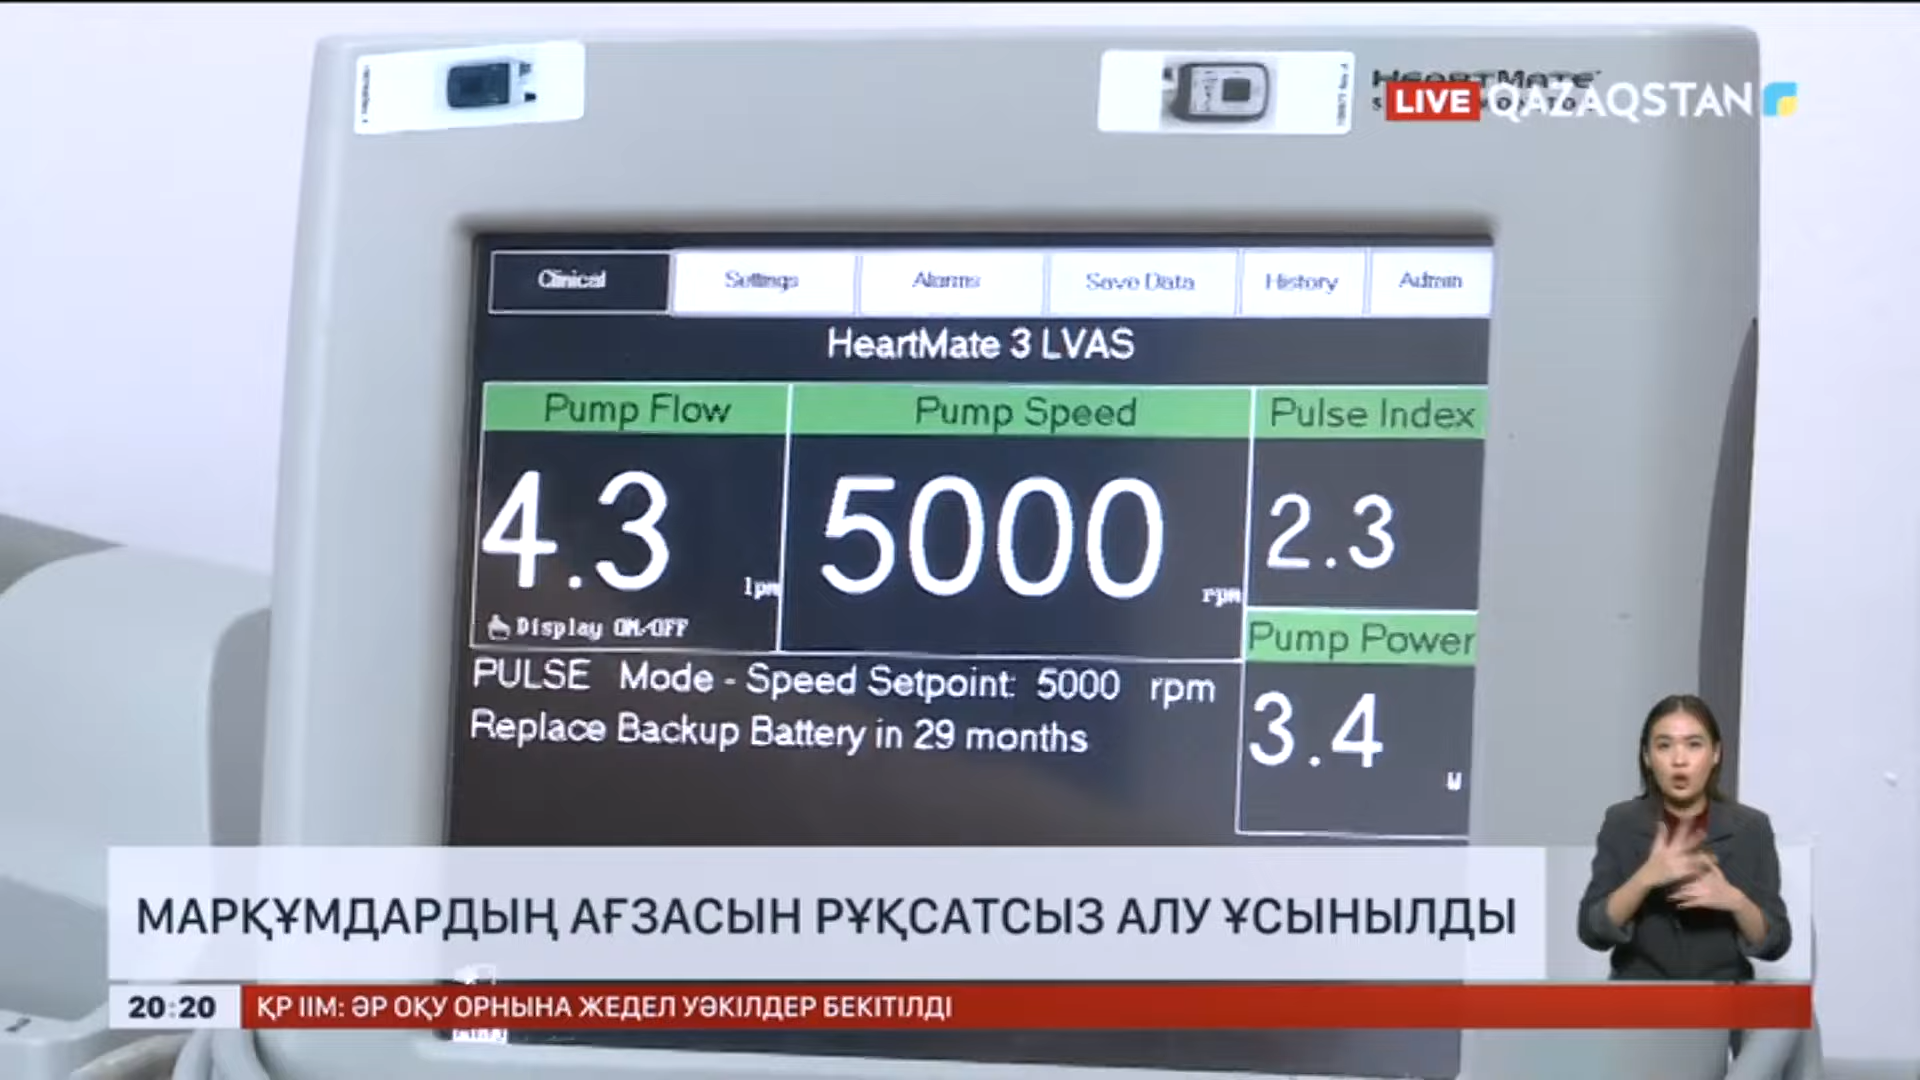 HEARTMATE
LIVE QAZAQSTAN
Clinical Settings Alarms Save Data History Admin
HeartMate 3 LVAS
Pump Flow Pump Speed Pulse Index
4.3 lpm 5000 rpm 2.3
Display ON/OFF
Pump Power
3.4 W
PULSE Mode - Speed Setpoint: 5000 rpm
Replace Backup Battery in 29 months
МАРҚҰМДАРДЫҢ АҒЗАСЫН РҰҚСАТСЫЗ АЛУ ҰСЫНЫЛДЫ
20:20 ҚР ІІМ: ӘР ОҚУ ОРНЫНА ЖЕДЕЛ УӘКІЛДЕР БЕКІТІЛДІ